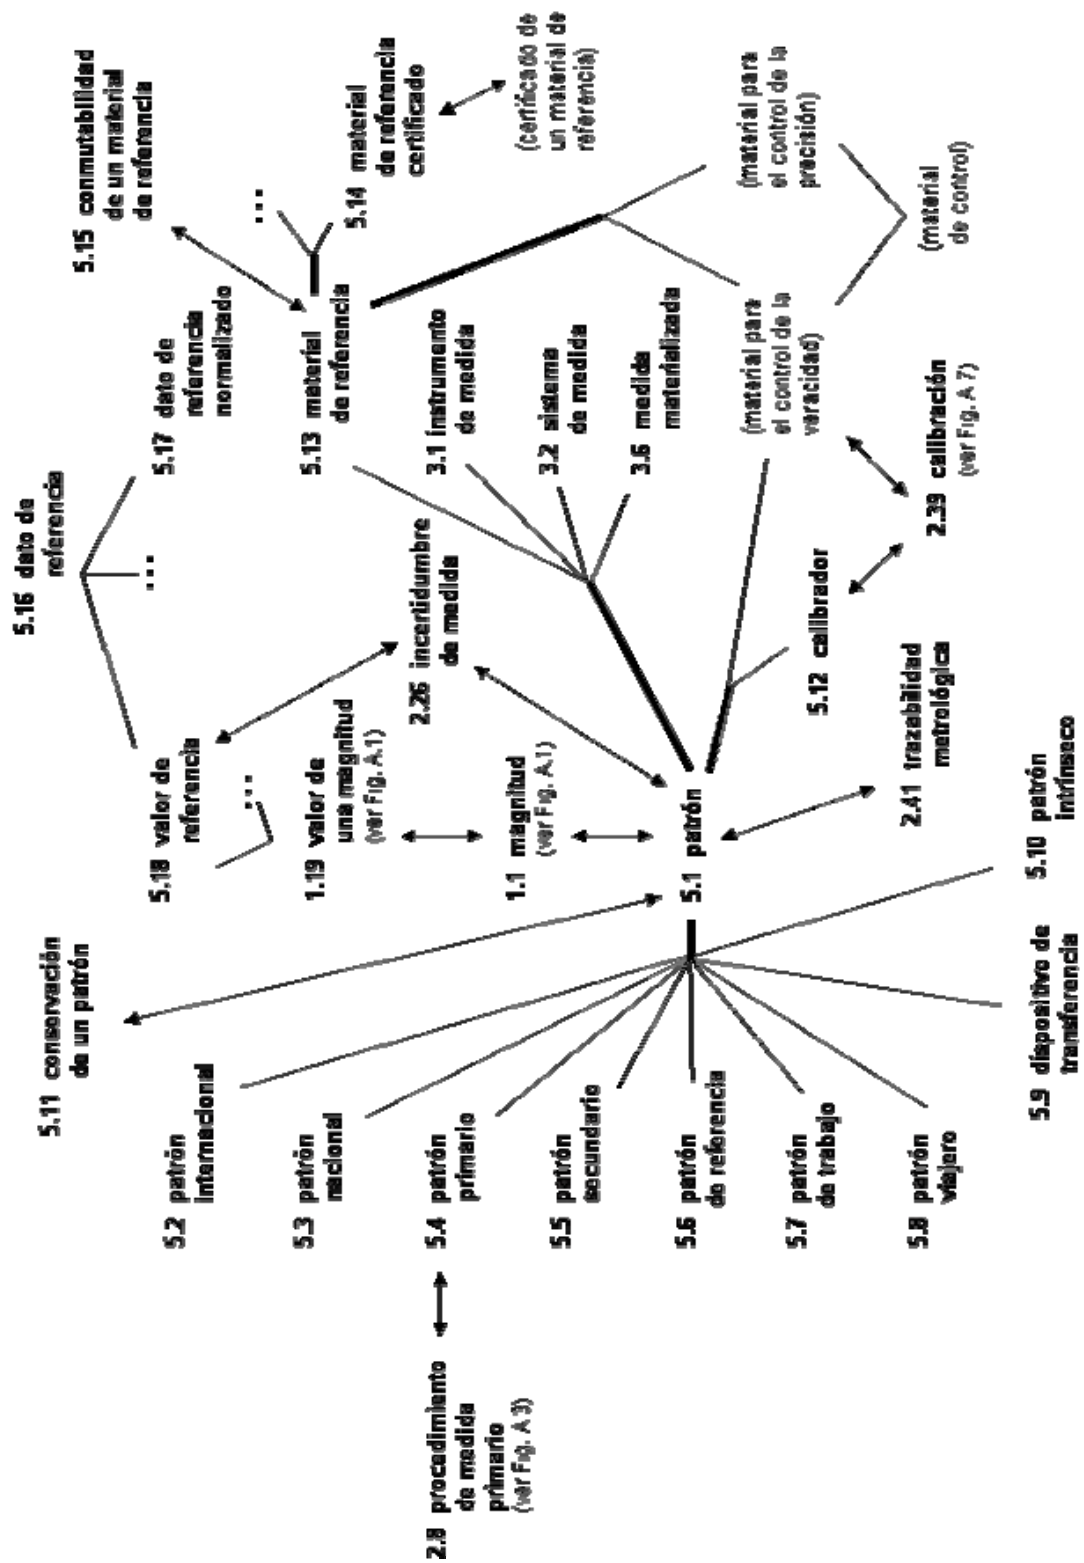 5.16 dato de
referencia
5.15 conmutabilidad
de un material
de referencia
5.11 conservación
de un patrón
5.18 valor de
referencia
...
5.17 dato de
referencia
normalizado
...
5.2 patrón
internacional
...
1.19 valor de
una magnitud
(ver Fig. A.1)
5.13 material
de referencia
5.14 material
de referencia
certificado
5.3 patrón
nacional
2.26 incertidumbre
de medida
3.1 instrumento
de medida
(certificado de
un material de
referencia)
2.8 procedimiento
de medida
primario
(ver Fig. A 3)
5.4 patrón
primario
1.1 magnitud
(ver Fig. A.1)
3.2 sistema
de medida
5.5 patrón
secundario
3.6 medida
materializada
5.6 patrón
de referencia
5.1 patrón
(material para
el control de la
veracidad)
(material para
el control de la
precisión)
5.7 patrón
de trabajo
5.12 calibrador
5.8 patrón
viajero
2.41 trazabilidad
metrológica
2.39 calibración
(ver Fig. A 7)
(material
de control)
5.9 dispositivo de
transferencia
5.10 patrón
intrínseco